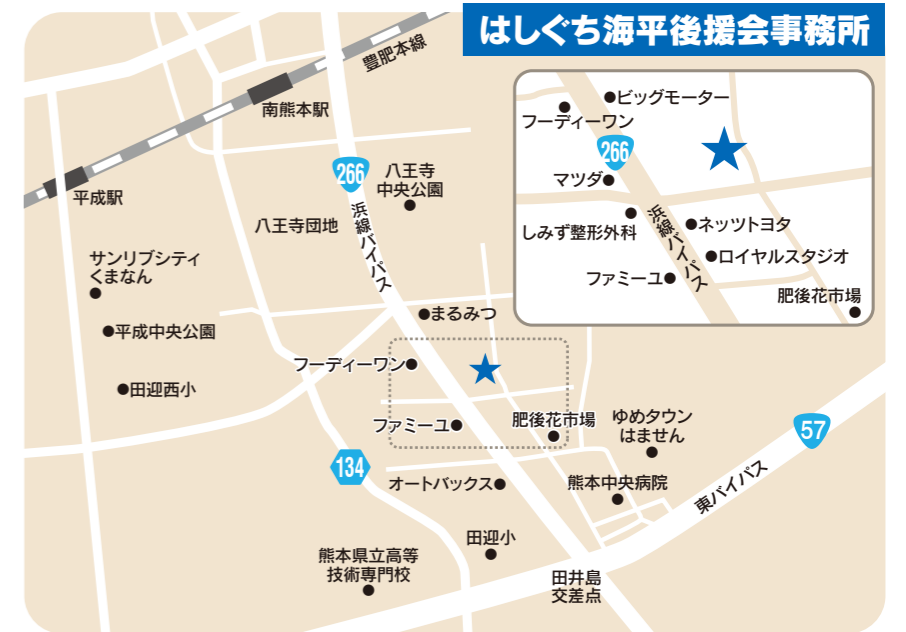 はしぐち海平後援会事務所
豊肥本線
南熊本駅
平成駅
266
八王寺
中央公園
八王寺団地
浜線バイパス
サンリブシティ
くまなん
平成中央公園
田迎西小
まるみつ
フーディーワン
ファミーユ
肥後花市場
ゆめタウン
はません
57
134
オートバックス
熊本中央病院
東バイパス
田迎小
熊本県立高等
技術専門校
田井島
交差点
ビッグモーター
フーディーワン
266
マツダ
しみず整形外科
浜線バイパス
ネッツトヨタ
ロイヤルスタジオ
ファミーユ
肥後花市場